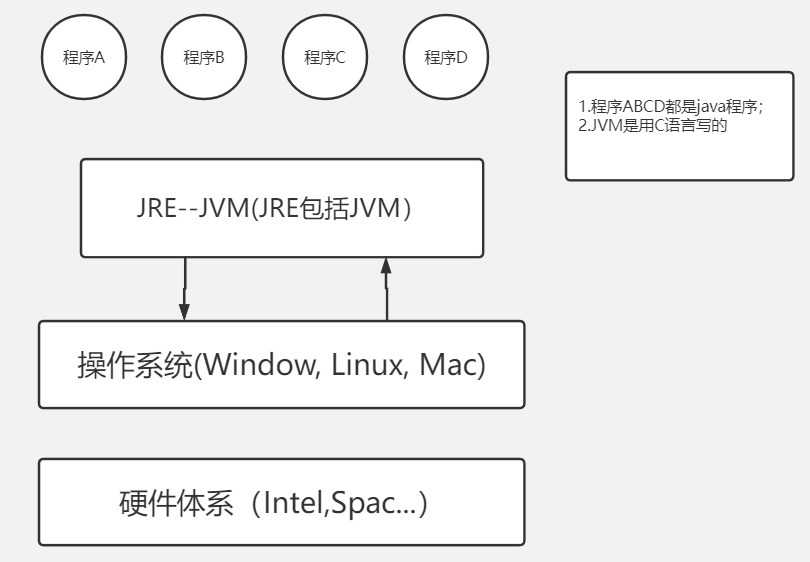 程序A 程序B 程序C 程序D
1.程序ABCD都是java程序；
2.JVM是用C语言写的
JRE--JVM(JRE包括JVM）
操作系统(Window, Linux, Mac)
硬件体系（Intel,Spac...）